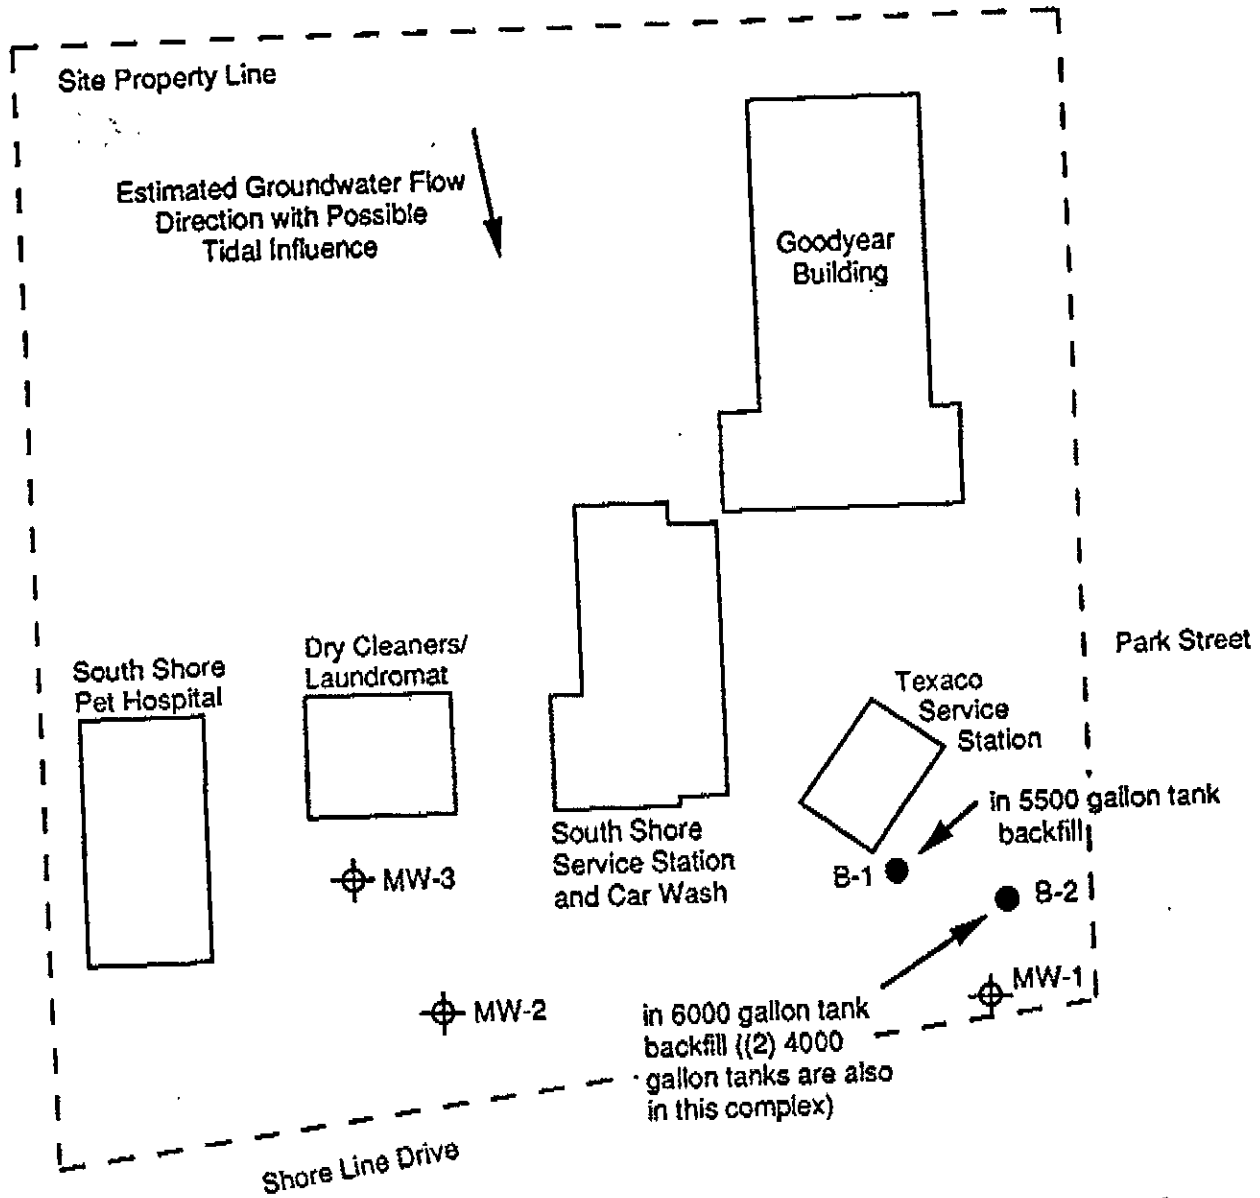 Site Property Line
Estimated Groundwater Flow
Direction with Possible
Tidal Influence
Goodyear
Building
Park Street
South Shore
Pet Hospital
Dry Cleaners/
Laundromat
Texaco
Service
Station
in 5500 gallon tank
backfill
South Shore
Service Station
and Car Wash
B-1
B-2
MW-3
MW-1
MW-2
in 6000 gallon tank
backfill ((2) 4000
gallon tanks are also
in this complex)
Shore Line Drive